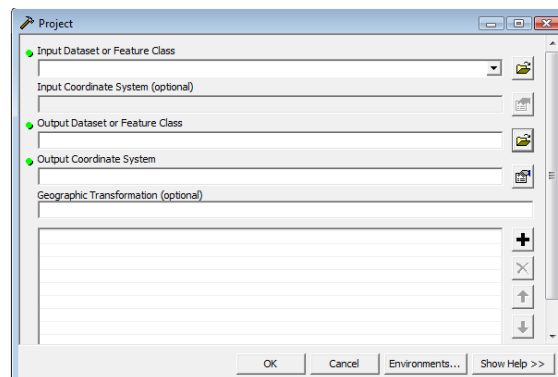 Project
Input Dataset or Feature Class
Input Coordinate System (optional)
Output Dataset or Feature Class
Output Coordinate System
Geographic Transformation (optional)
OK Cancel Environments... Show Help >>